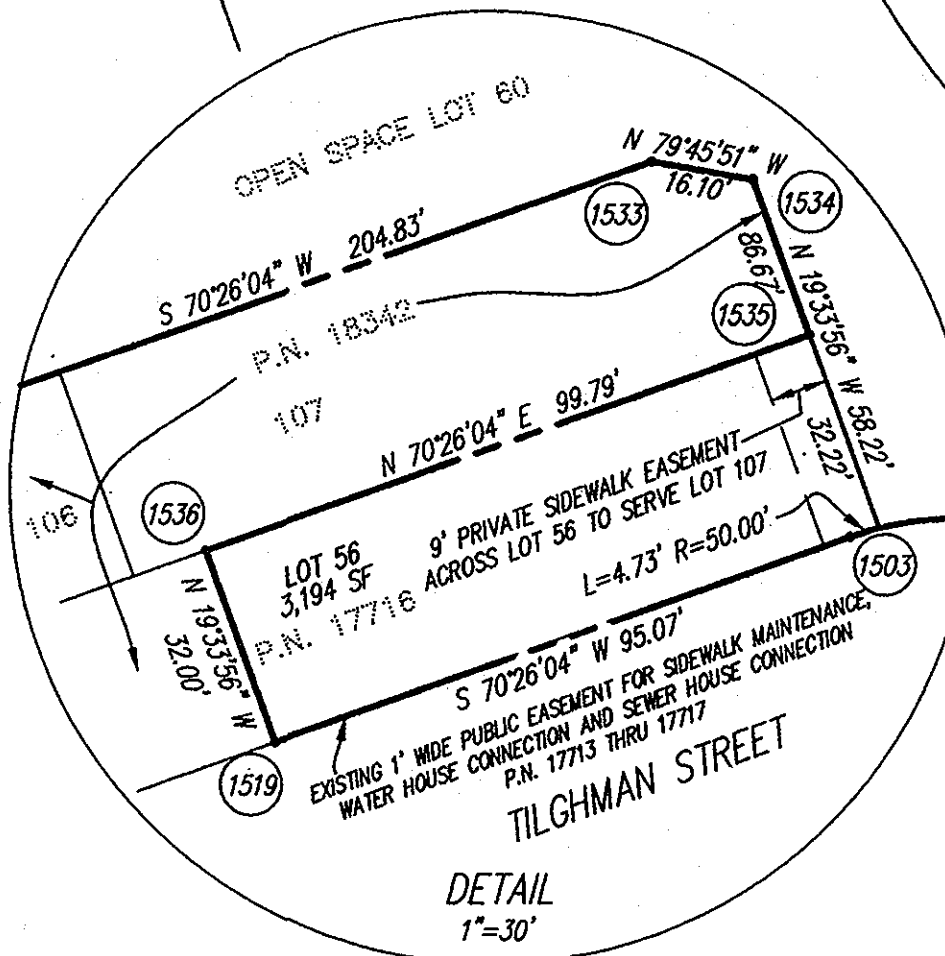 OPEN SPACE LOT 60
N 79°45'51" W
16.10'
1533
1534
S 70°26'04" W 204.83'
86.67'
N 19°33'56" W 58.22'
1535
P.N. 18342
107
N 70°26'04" E 99.79'
32.22'
106
1536
LOT 56
3,194 SF
P.N. 17716
9' PRIVATE SIDEWALK EASEMENT
ACROSS LOT 56 TO SERVE LOT 107
L=4.73' R=50.00'
1503
N 19°33'56" W
32.00'
S 70°26'04" W 95.07'
1519
EXISTING 1' WIDE PUBLIC EASEMENT FOR SIDEWALK MAINTENANCE,
WATER HOUSE CONNECTION AND SEWER HOUSE CONNECTION
P.N. 17713 THRU 17717
TILGHMAN STREET
DETAIL
1"=30'